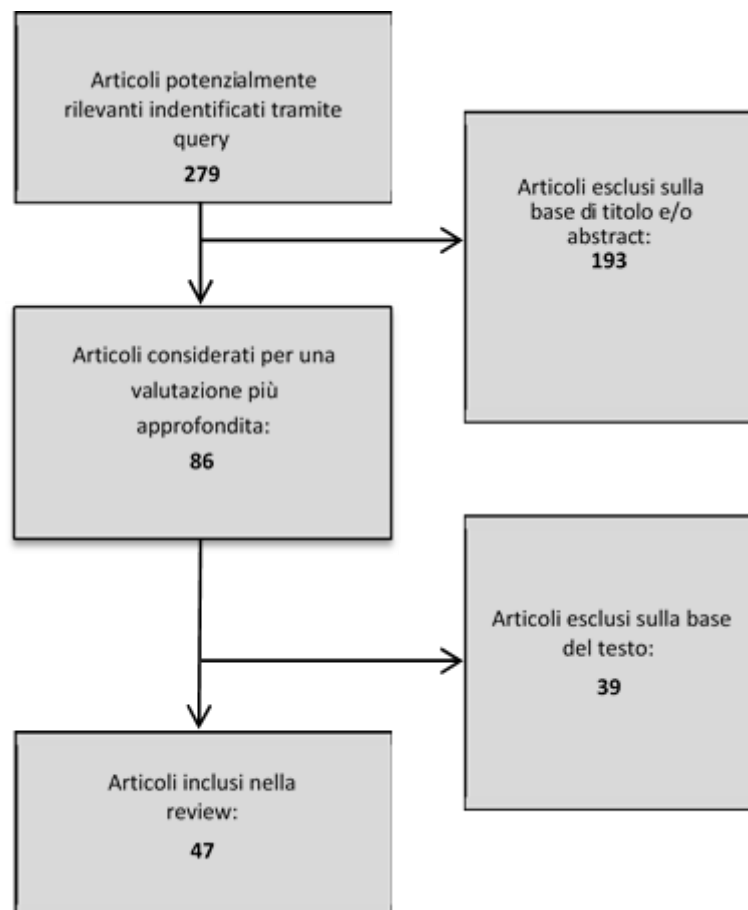 Articoli potenzialmente
rilevanti indentificati tramite
query
279
Articoli esclusi sulla
base di titolo e/o
abstract:
193
Articoli considerati per una
valutazione più
approfondita:
86
Articoli esclusi sulla base
del testo:
39
Articoli inclusi nella
review:
47